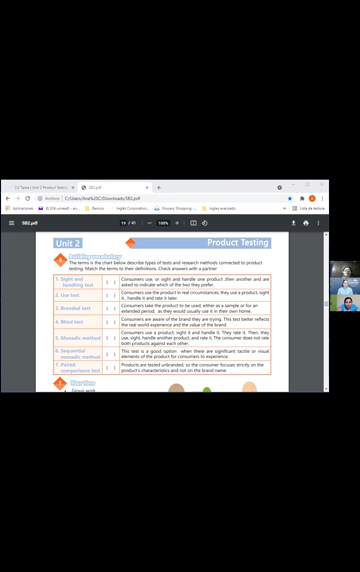 2.2 Tarea | Unit 2 Product Testin
SB2.pdf
Archivo
Aplicaciones
Bancos
Inglés Corporativo
Grocery Shopping
Inglés avanzado
Lista de lectura
SB2.pdf
19
100%
Unit 2
Product Testing
Building vocabulary
The terms is the chart below describe types of tests and research methods connected to product
testing. Match the terms to their definitions. Check answers with a partner
1. Sight and
handling test
( )
Consumers use, or sight and handle one product ,then another and are
asked to indicate which of the two they prefer.
2. Use test
( )
Consumers use the product in real circumstances; they use a product, sight
it , handle it and rate it later.
3. Branded test
( )
Consumers take the product to be used, either as a sample or for an
extended period, as they would usually use it in their own home
4. Blind test
( )
Consumers are aware of the brand they are trying. This test better reflects
the real world experience and the value of the brand.
5. Monadic method
( )
Consumers use a product, sight it and handle it. They rate it. Then, they
use, sight, handle another product, and rate it. The consumer does not rate
both products against each other.
6. Sequential
monadic method
( )
This test is a good option when there are significant tactile or visual
elements of the product for consumers to experience.
7. Paired
comparisons test
( )
Products are tested unbranded, so the consumer focuses strictly on the
product's characteristics and not on the brand name.